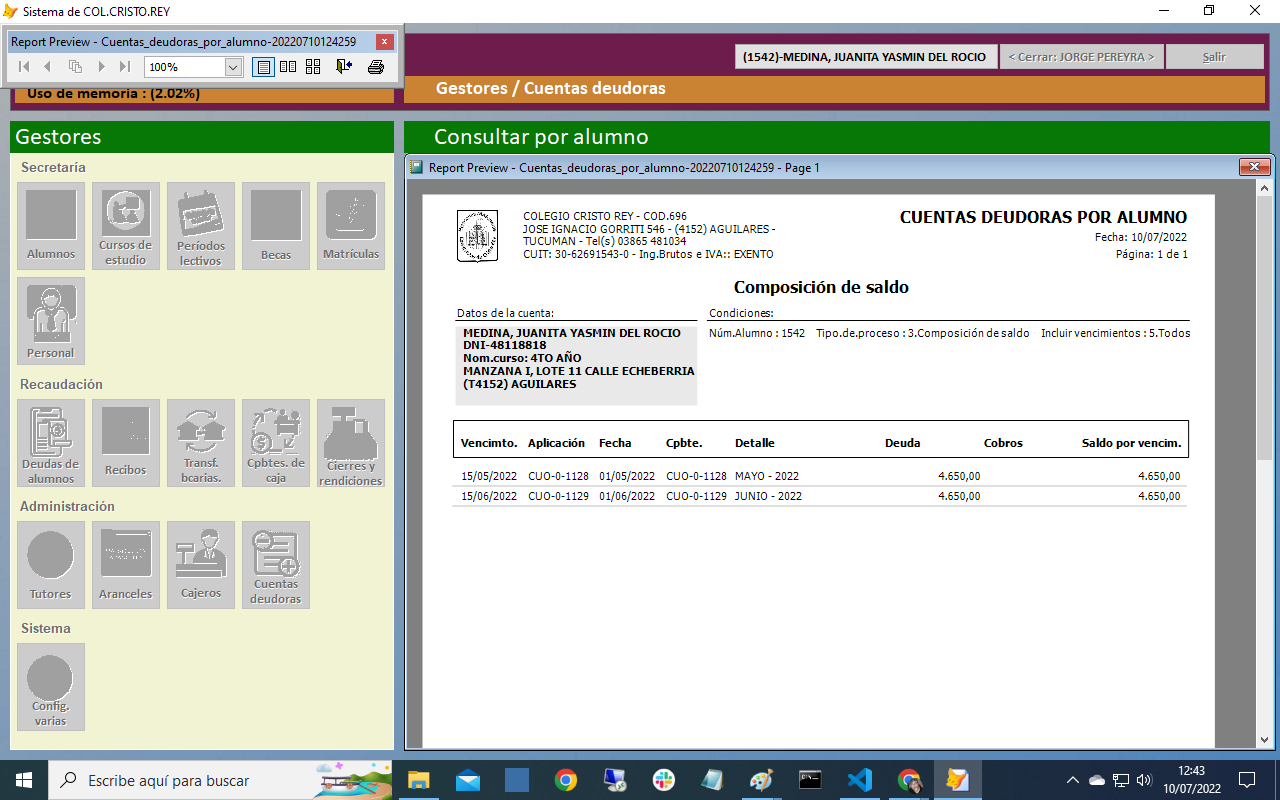 Sistema de COL.CRISTO.REY
Report Preview - Cuentas_deudoras_por_alumno-20220710124259
100%
Uso de memoria : (2.02%)
(1542)-MEDINA, JUANITA YASMIN DEL ROCIO
< Cerrar: JORGE PEREYRA >
Salir
Gestores / Cuentas deudoras
Gestores
Secretaría
Alumnos
Cursos de
estudio
Períodos
lectivos
Becas
Matrículas
Personal
Recaudación
Deudas de
alumnos
Recibos
Transf.
bcarias.
Cpbtes. de
caja
Cierres y
rendiciones
Administración
Tutores
Aranceles
Cajeros
Cuentas
deudoras
Sistema
Config.
varias
Consultar por alumno
Report Preview - Cuentas_deudoras_por_alumno-20220710124259 - Page 1
COLEGIO CRISTO REY - COD.696
JOSE IGNACIO GORRITI 546 - (4152) AGUILARES -
TUCUMAN - Tel(s) 03865 481034
CUIT: 30-62691543-0 - Ing.Brutos e IVA:: EXENTO
CUENTAS DEUDORAS POR ALUMNO
Fecha: 10/07/2022
Página: 1 de 1
Composición de saldo
Datos de la cuenta:
MEDINA, JUANITA YASMIN DEL ROCIO
DNI-48118818
Nom.curso: 4TO AÑO
MANZANA I, LOTE 11 CALLE ECHEBERRIA
(T4152) AGUILARES
Condiciones:
Núm.Alumno : 1542 Tipo.de.proceso : 3.Composición de saldo Incluir vencimientos : 5.Todos
Vencimto. Aplicación Fecha Cpbte. Detalle Deuda Cobros Saldo por vencim.
15/05/2022 CUO-0-1128 01/05/2022 CUO-0-1128 MAYO - 2022 4.650,00 4.650,00
15/06/2022 CUO-0-1129 01/06/2022 CUO-0-1129 JUNIO - 2022 4.650,00 4.650,00
Escribe aquí para buscar
12:43
10/07/2022